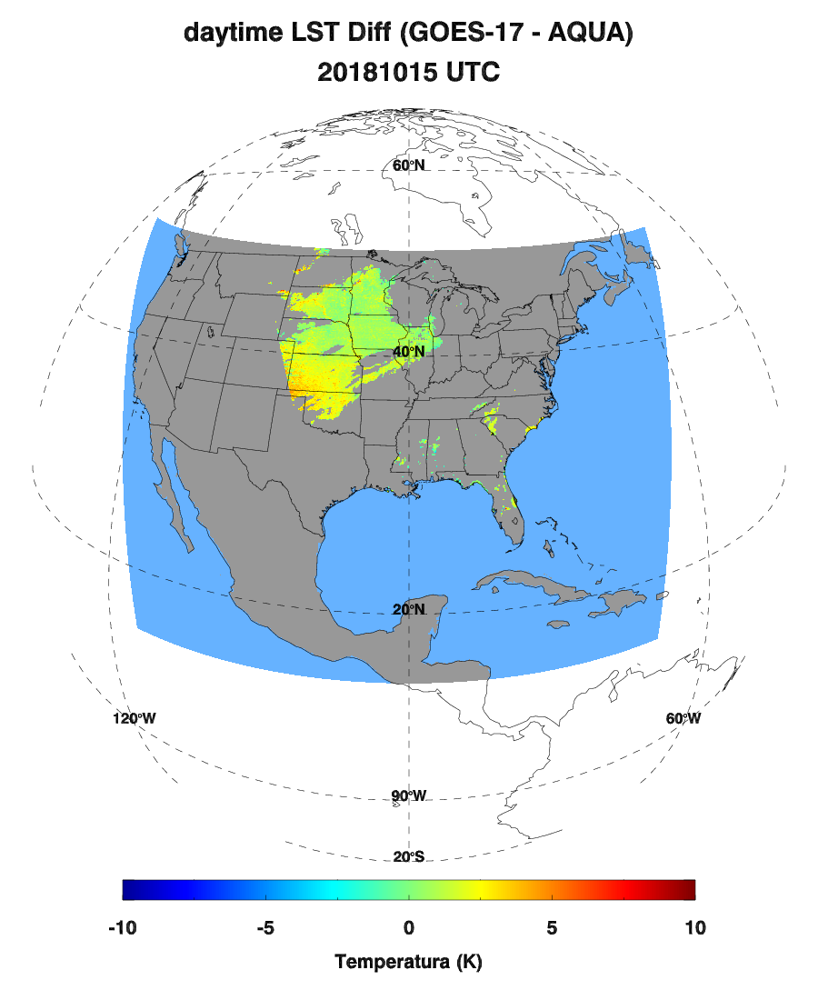 daytime LST Diff (GOES-17 - AQUA)
20181015 UTC
60°N
40°N
20°N
120°W
60°W
90°W
20°S
-10 -5 0 5 10
Temperatura (K)